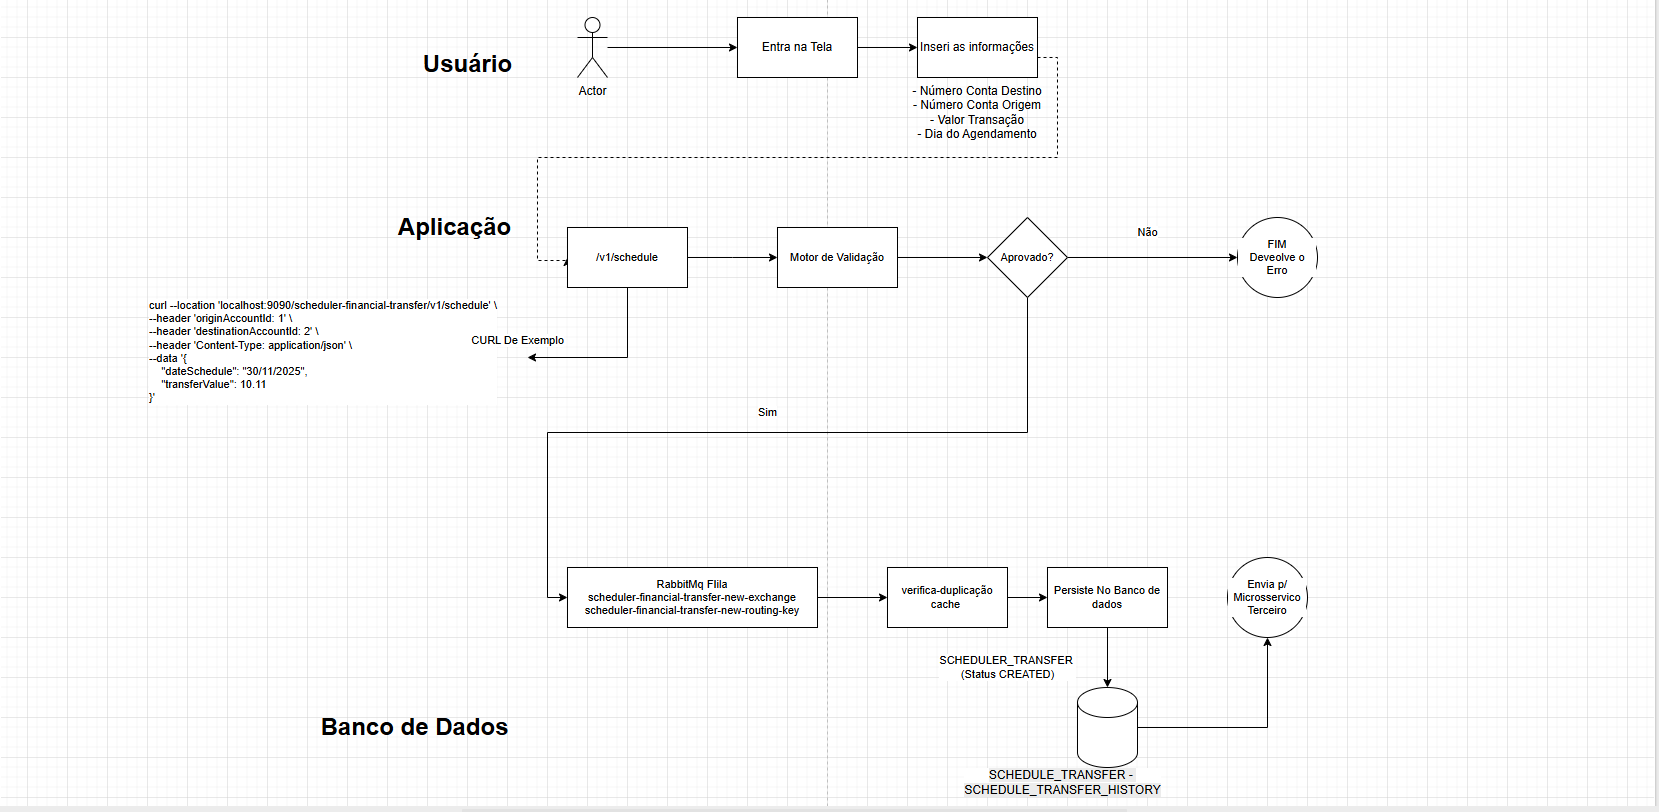 Usuário
Actor
Entra na Tela
Inseri as informações
- Número Conta Destino
- Número Conta Origem
- Valor Transação
- Dia do Agendamento
Aplicação
/v1/schedule
Motor de Validação
Aprovado?
Não
FIM
Deveolve o
Erro
curl --location 'localhost:9090/scheduler-financial-transfer/v1/schedule' \
--header 'originAccountId: 1' \
--header 'destinationAccountId: 2' \
--header 'Content-Type: application/json' \
--data '{
"dateSchedule": "30/11/2025",
"transferValue": 10.11
}'
CURL De Exemplo
Sim
RabbitMq FIila
scheduler-financial-transfer-new-exchange
scheduler-financial-transfer-new-routing-key
verifica-duplicação
cache
Persiste No Banco de
dados
Envia p/
Microsservico
Terceiro
SCHEDULER_TRANSFER
(Status CREATED)
Banco de Dados
SCHEDULE_TRANSFER -
SCHEDULE_TRANSFER_HISTORY